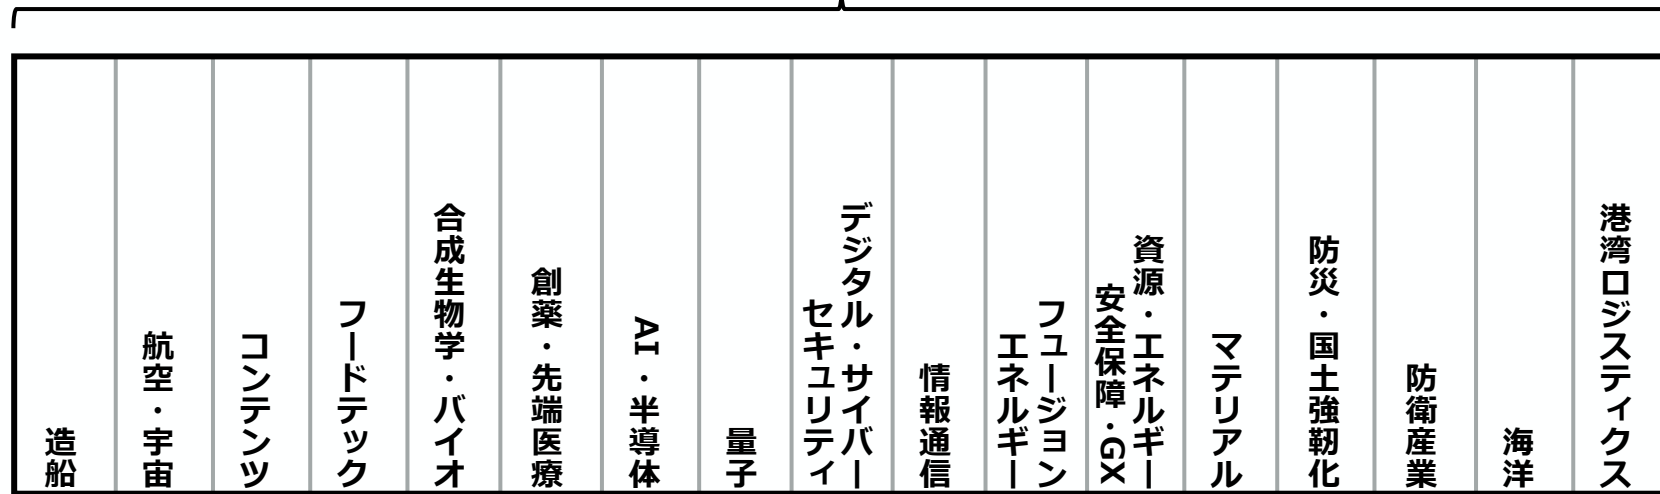 造船
航空・宇宙
コンテンツ
フードテック
合成生物学・バイオ
創薬・先端医療
AI・半導体
量子
デジタル・サイバー
セキュリティ
情報通信
フュージョン
エネルギー
資源・エネルギー
安全保障・GX
マテリアル
防災・国土強靭化
防衛産業
海洋
港湾ロジスティクス